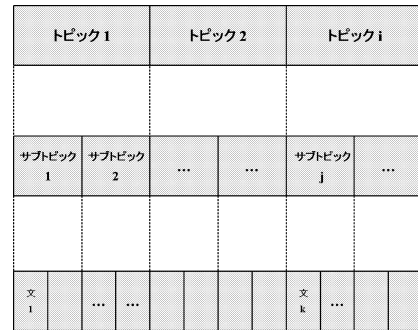 トピック 1 トピック 2 トピック i
サブトピック サブトピック サブトピック
1 2 … … j …
文 文
1 … … k …